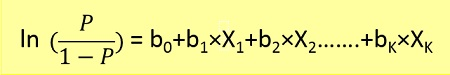 ln (P/1 − P) = b₀+b₁×X₁+b₂×X₂.......+bₖ×Xₖ